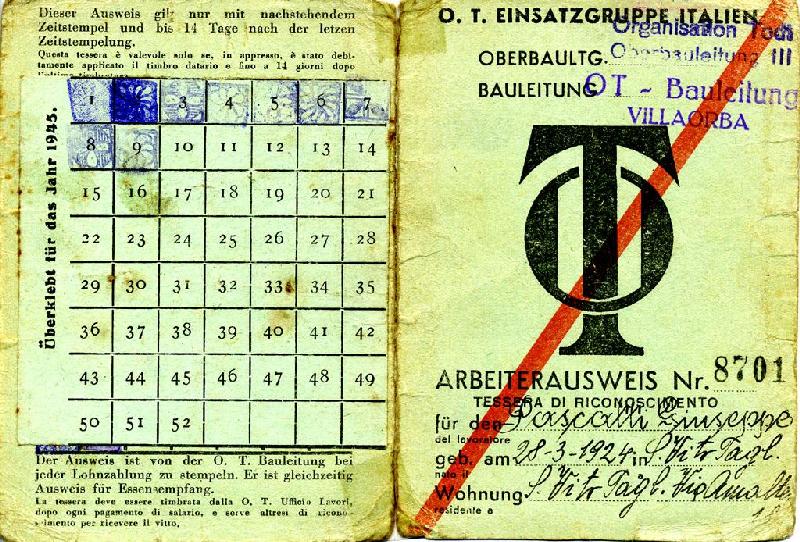 Dieser Ausweis gilt nur mit nachstehendem
Zeitstempel und bis 14 Tage nach der letzen
Zeitstempelung.
Questa tessera è valevole solo se, in appresso, è stato debi-
tamente applicato il timbro datario e fino a 14 giorni dopo
Überklebt für das Jahr 1945.
1 2 3 4 5 6 7
8 9 10 11 12 13 14
15 16 17 18 19 20 21
22 23 24 25 26 27 28
29 30 31 32 33 34 35
36 37 38 39 40 41 42
43 44 45 46 47 48 49
50 51 52
Der Ausweis ist von der O. T. Bauleitung bei
jeder Lohnzahlung zu stempeln. Er ist gleichzeitig
Ausweis für Essensempfang.
La tessera deve essere timbrata dalla O. T. Ufficio Lavori,
dopo ogni pagamento di salario, e serve altresì di ricono-
scimento per ricevere il vitto.
O. T. EINSATZGRUPPE ITALIEN
Organisation Todt
OBERBAULTG. Oberbauleitung III
BAULEITUNG OT - Bauleitung
VILLAORBA
OT
ARBEITERAUSWEIS Nr. 8701
TESSERA DI RICONOSCIMENTO
für den Pascatti Giuseppe
del lavoratore
geb. am 28-3-1924 in S. Vito Tagl.
nato il
Wohnung S. Vito Tagl. Via Amalteo
residente a